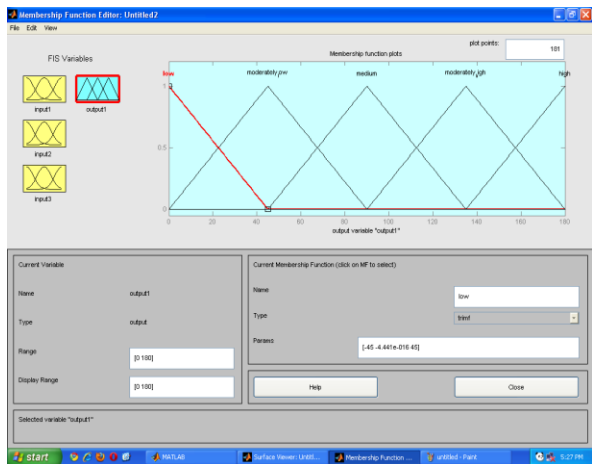 Membership Function Editor: Untitled2
File Edit View
FIS Variables
Membership function plots
plot points:
181
low
moderately_low
medium
moderately_high
high
1
0.5
0
input1
output1
input2
input3
0 20 40 60 80 100 120 140 160 180
output variable "output1"
Current Variable
Name output1
Type output
Range [0 180]
Display Range [0 180]
Current Membership Function (click on MF to select)
Name low
Type trimf
Params [-45 -4.441e-016 45]
Help
Close
Selected variable "output1"
start
MATLAB
Surface Viewer: Untitl...
Membership Function ...
untitled - Paint
5:27 PM